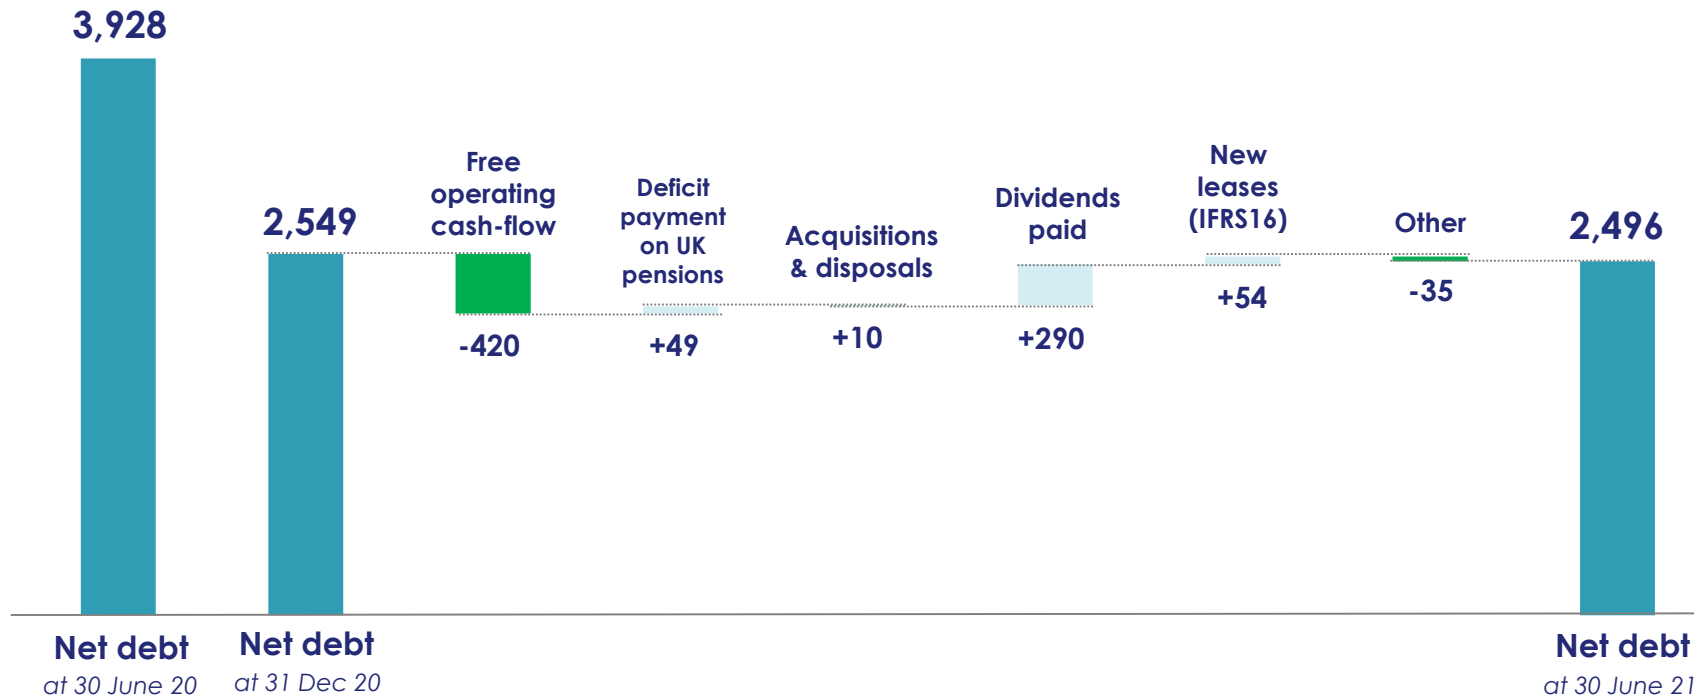 3,928
2,549
Free
operating
cash-flow
-420
Deficit
payment
on UK
pensions
+49
Acquisitions
& disposals
+10
Dividends
paid
+290
New
leases
(IFRS16)
+54
Other
-35
2,496
Net debt
at 30 June 20
Net debt
at 31 Dec 20
Net debt
at 30 June 21